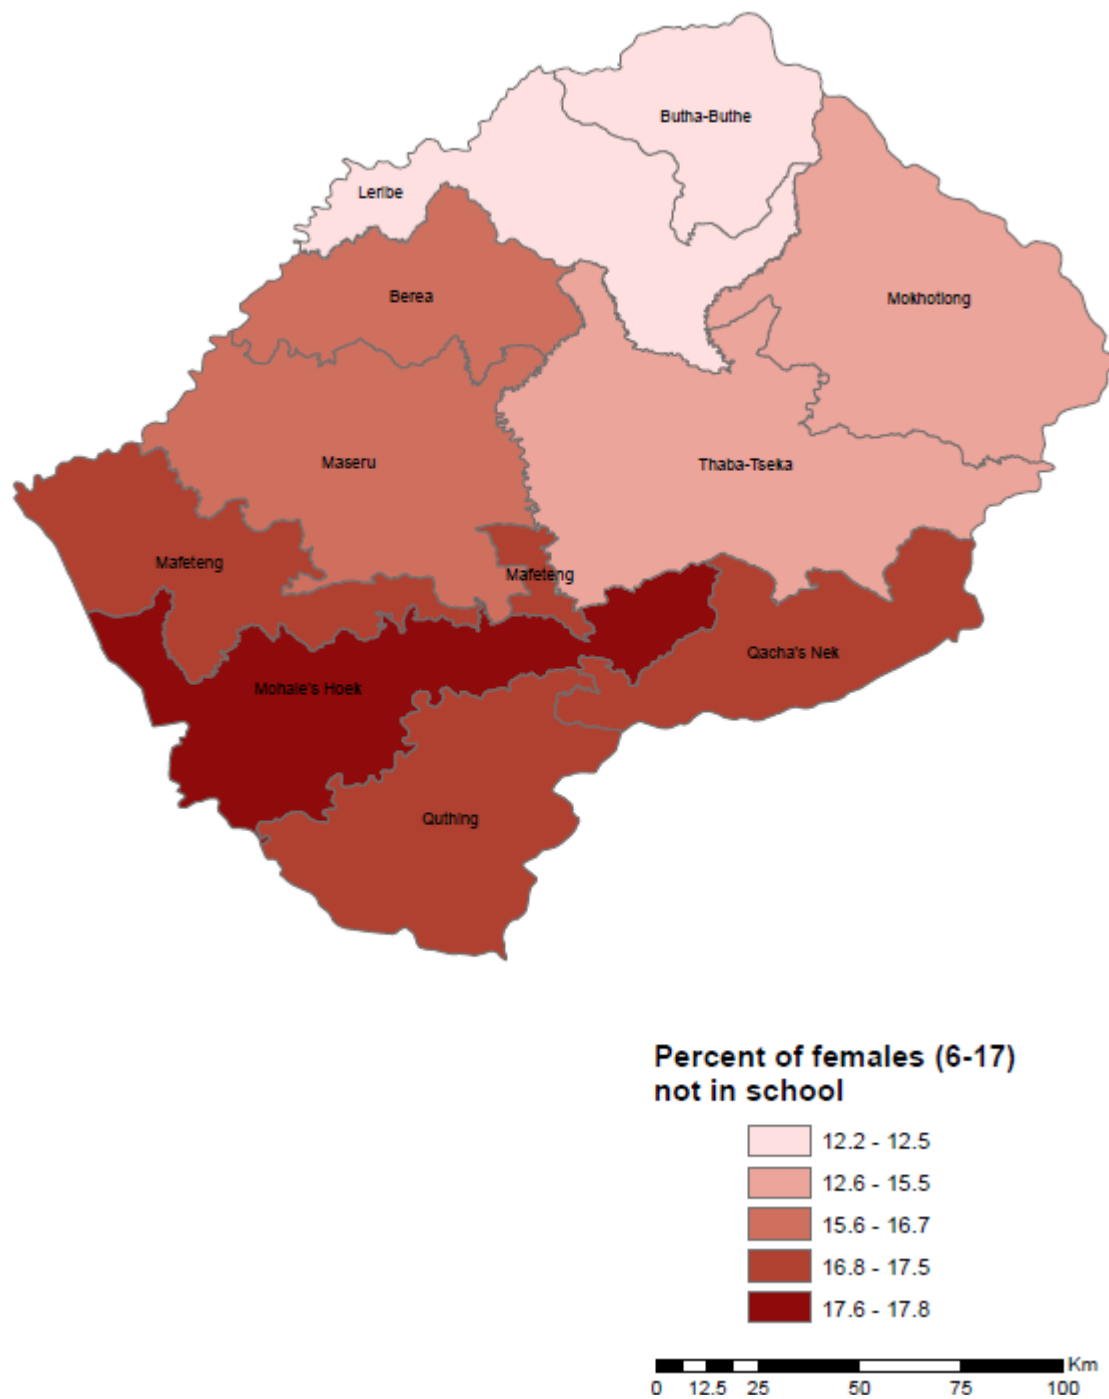 Butha-Buthe
Leribe
Berea
Mokhotlong
Maseru
Thaba-Tseka
Mafeteng
Mafeteng
Qacha's Nek
Mohale's Hoek
Quthing
Percent of females (6-17)
not in school
12.2 - 12.5
12.6 - 15.5
15.6 - 16.7
16.8 - 17.5
17.6 - 17.8
Km
0 12.5 25 50 75 100